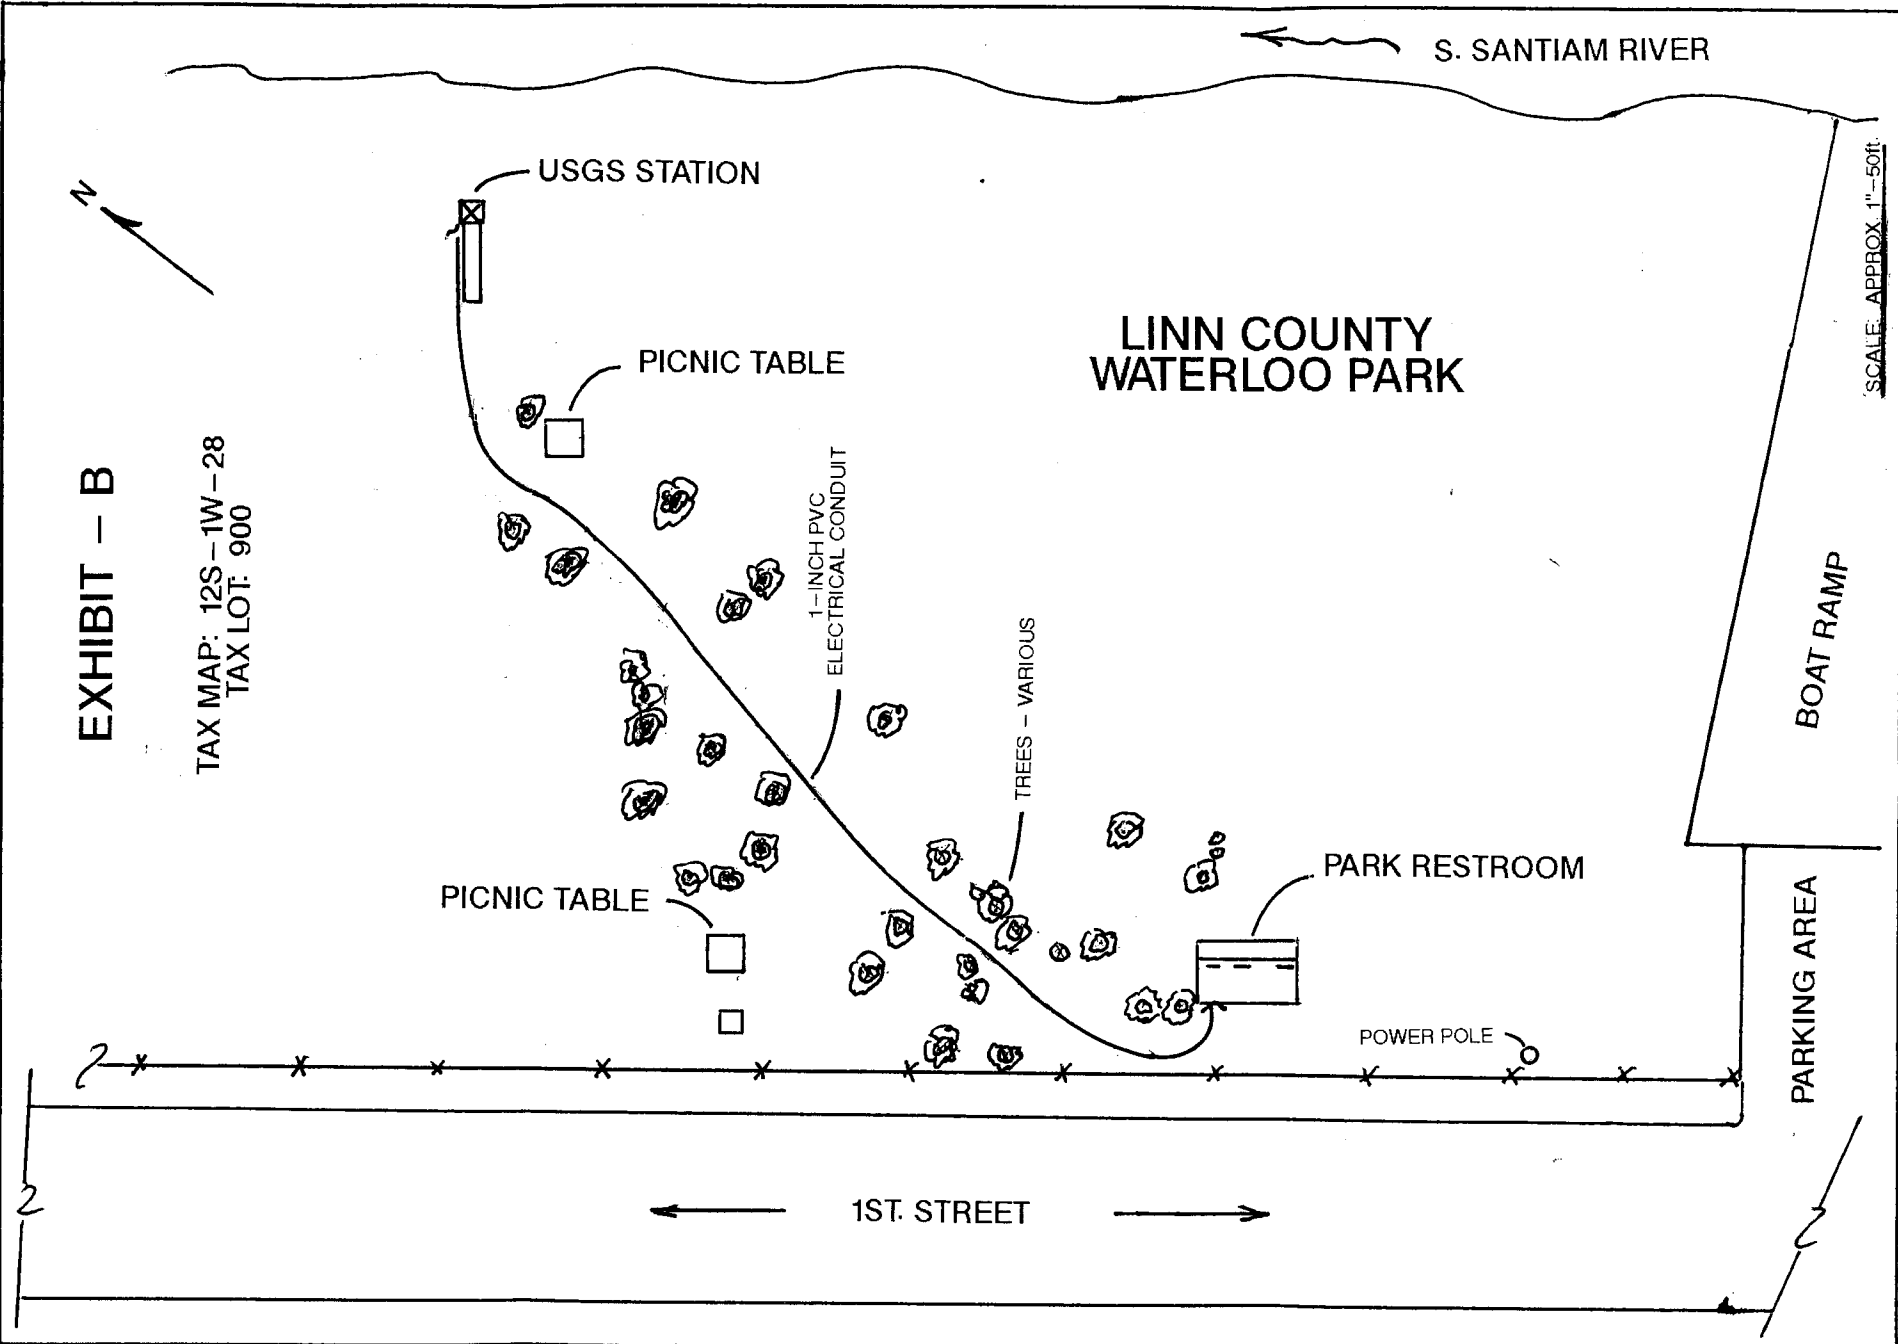 S. SANTIAM RIVER
USGS STATION
N
SCALE: APPROX. 1"-50ft.
LINN COUNTY
WATERLOO PARK
PICNIC TABLE
EXHIBIT - B
TAX MAP: 12S-1W-28
TAX LOT: 900
1-INCH PVC
ELECTRICAL CONDUIT
TREES - VARIOUS
BOAT RAMP
PARK RESTROOM
PICNIC TABLE
PARKING AREA
POWER POLE
1ST. STREET